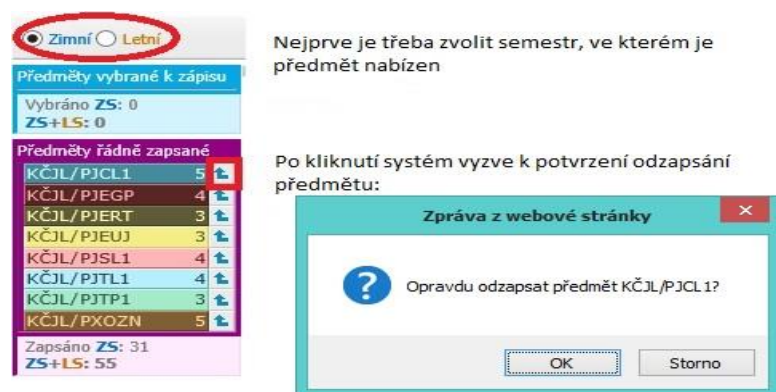 Zimní Letní
Nejprve je třeba zvolit semestr, ve kterém je
předmět nabízen
Předměty vybrané k zápisu
Vybráno ZS: 0
ZS+LS: 0
Předměty řádně zapsané
KČJL/PJCL1 5
KČJL/PJEGP 4
KČJL/PJERT 3
KČJL/PJEUJ 3
KČJL/PJSL1 4
KČJL/PJTL1 4
KČJL/PJTP1 3
KČJL/PXOZN 5
Zapsáno ZS: 31
ZS+LS: 55
Po kliknutí systém vyzve k potvrzení odzapsání
předmětu:
Zpráva z webové stránky
Opravdu odzapsat předmět KČJL/PJCL1?
OK Storno